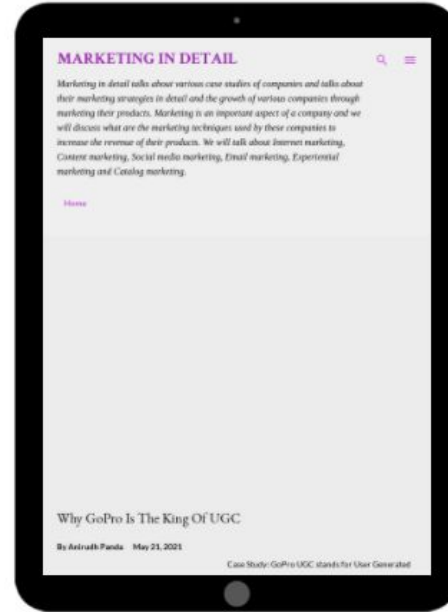 MARKETING IN DETAIL
Marketing in detail talks about various case studies of companies and talks about
their marketing strategies in detail and the growth of various companies through
marketing their products. Marketing is an important aspect of a company and we
will discuss what are the marketing techniques used by these companies to
increase the revenue of their products. We will talk about Internet marketing,
Content marketing, Social media marketing, Email marketing, Experiential
marketing and Catalog marketing.
Home
Why GoPro Is The King Of UGC
By Anirudh Panda May 21, 2021
Case Study: GoPro UGC stands for User Generated